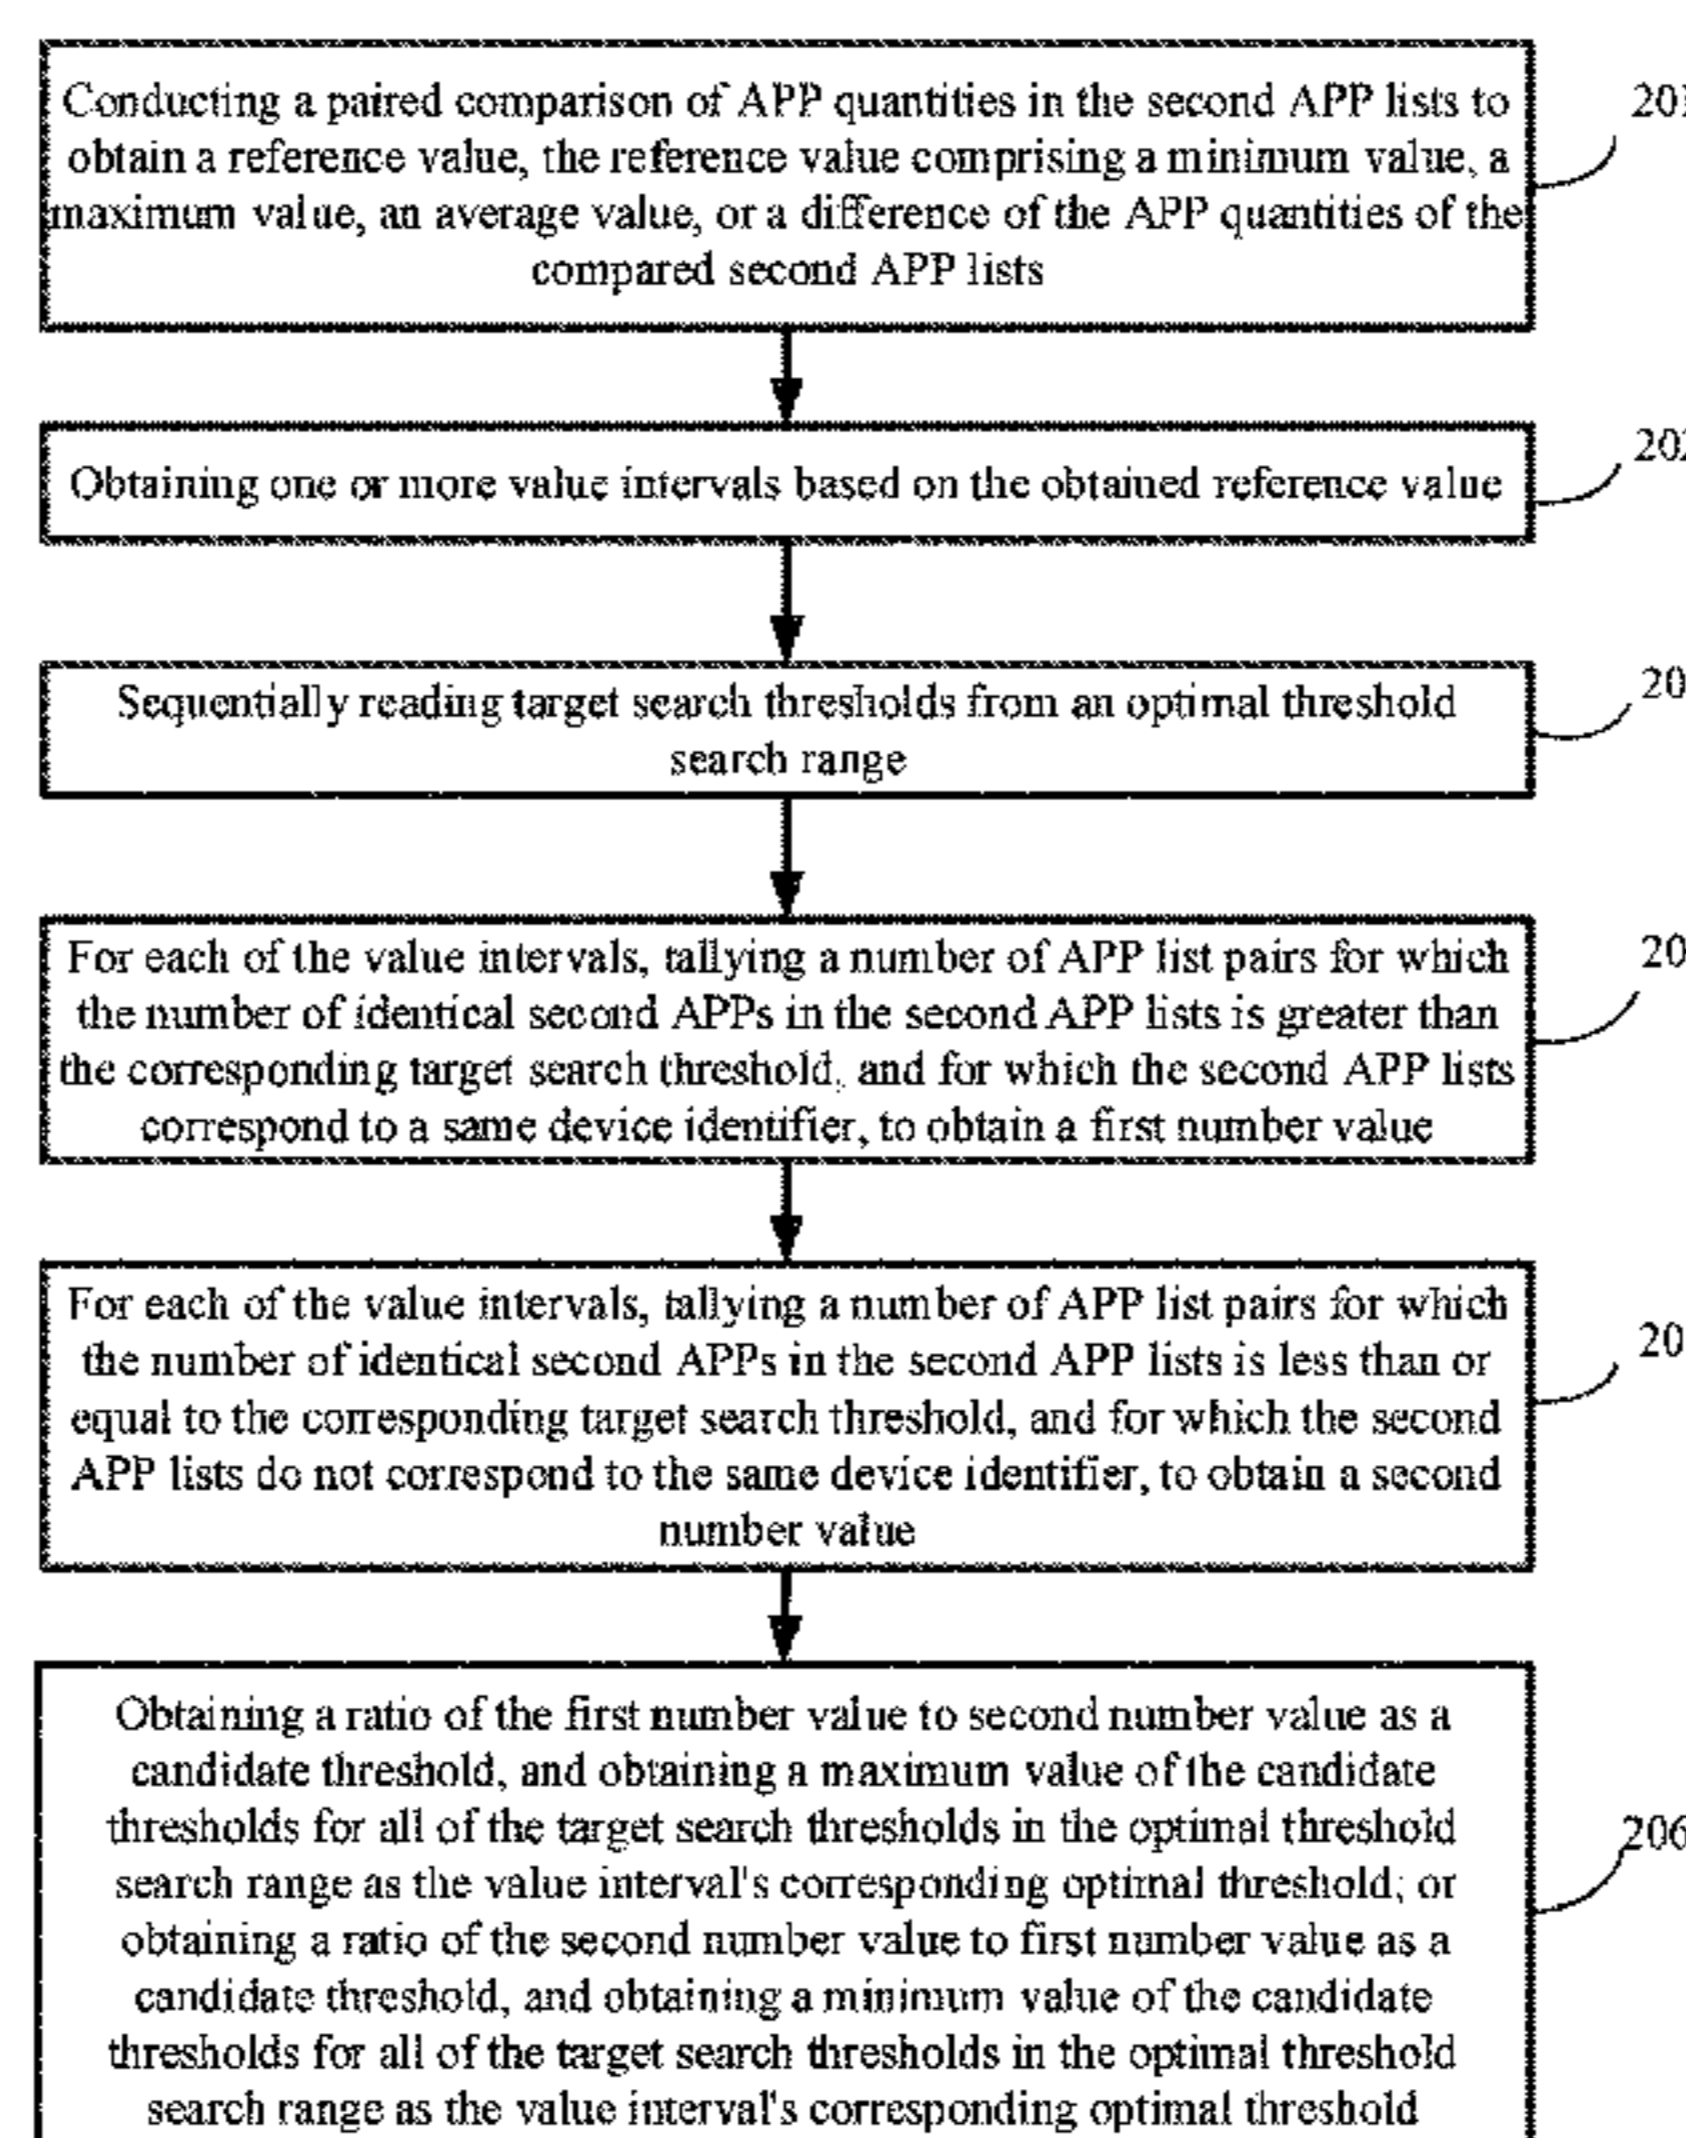 Conducting a paired comparison of APP quantities in the second APP lists to
obtain a reference value, the reference value comprising a minimum value, a
maximum value, an average value, or a difference of the APP quantities of the
compared second APP lists
201
Obtaining one or more value intervals based on the obtained reference value
202
Sequentially reading target search thresholds from an optimal threshold
search range
20
For each of the value intervals, tallying a number of APP list pairs for which
the number of identical second APPs in the second APP lists is greater than
the corresponding target search threshold, and for which the second APP lists
correspond to a same device identifier, to obtain a first number value
20
For each of the value intervals, tallying a number of APP list pairs for which
the number of identical second APPs in the second APP lists is less than or
equal to the corresponding target search threshold, and for which the second
APP lists do not correspond to the same device identifier, to obtain a second
number value
20
Obtaining a ratio of the first number value to second number value as a
candidate threshold, and obtaining a maximum value of the candidate
thresholds for all of the target search thresholds in the optimal threshold
search range as the value interval's corresponding optimal threshold; or
obtaining a ratio of the second number value to first number value as a
candidate threshold, and obtaining a minimum value of the candidate
thresholds for all of the target search thresholds in the optimal threshold
search range as the value interval's corresponding optimal threshold
206